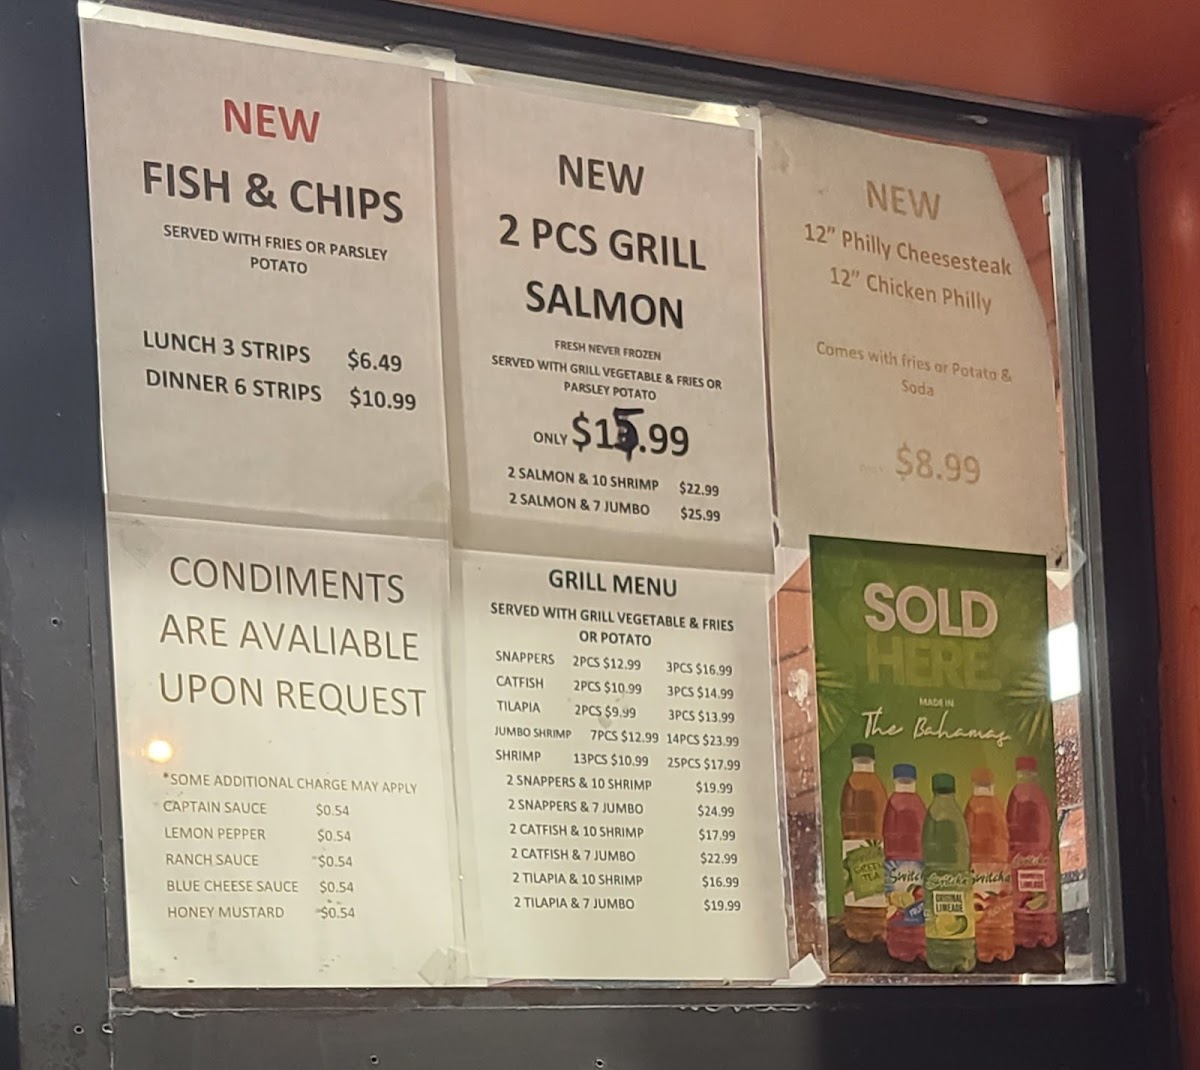 NEW
FISH & CHIPS
SERVED WITH FRIES OR PARSLEY
POTATO
LUNCH 3 STRIPS $6.49
DINNER 6 STRIPS $10.99
NEW
2 PCS GRILL
SALMON
FRESH NEVER FROZEN
SERVED WITH GRILL VEGETABLE & FRIES OR
PARSLEY POTATO
ONLY $15.99
2 SALMON & 10 SHRIMP $22.99
2 SALMON & 7 JUMBO $25.99
NEW
12" Philly Cheesesteak
12" Chicken Philly
Comes with fries or Potato &
Soda
ONLY $8.99
CONDIMENTS
ARE AVALIABLE
UPON REQUEST
*SOME ADDITIONAL CHARGE MAY APPLY
CAPTAIN SAUCE $0.54
LEMON PEPPER $0.54
RANCH SAUCE $0.54
BLUE CHEESE SAUCE $0.54
HONEY MUSTARD $0.54
GRILL MENU
SERVED WITH GRILL VEGETABLE & FRIES
OR POTATO
SNAPPERS 2PCS $12.99 3PCS $16.99
CATFISH 2PCS $10.99 3PCS $14.99
TILAPIA 2PCS $9.99 3PCS $13.99
JUMBO SHRIMP 7PCS $12.99 14PCS $23.99
SHRIMP 13PCS $10.99 25PCS $17.99
2 SNAPPERS & 10 SHRIMP $19.99
2 SNAPPERS & 7 JUMBO $24.99
2 CATFISH & 10 SHRIMP $17.99
2 CATFISH & 7 JUMBO $22.99
2 TILAPIA & 10 SHRIMP $16.99
2 TILAPIA & 7 JUMBO $19.99
SOLD
HERE
MADE IN
The Bahamas
GREEN
TEA
Switcha
Switcha
ORIGINAL
LIMEADE
Switcha